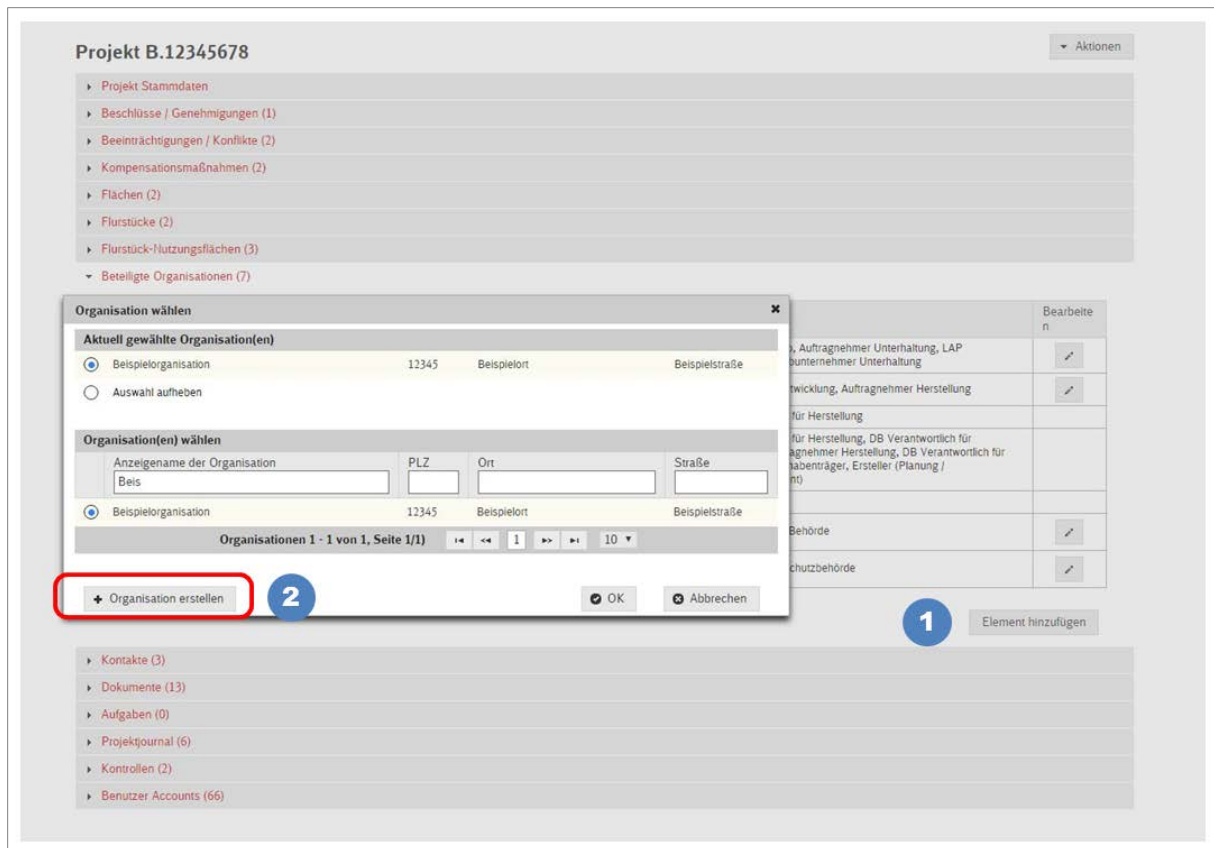 Projekt B.12345678
Aktionen
Projekt Stammdaten
Beschlüsse / Genehmigungen (1)
Beeinträchtigungen / Konflikte (2)
Kompensationsmaßnahmen (2)
Flächen (2)
Flurstücke (2)
Flurstück-Nutzungsflächen (3)
Beteiligte Organisationen (7)
Organisation wählen
Aktuell gewählte Organisation(en)
Beispielorganisation 12345 Beispielort Beispielstraße
Auswahl aufheben
Organisation(en) wählen
Anzeigename der Organisation PLZ Ort Straße
Beis
Beispielorganisation 12345 Beispielort Beispielstraße
Organisationen 1 - 1 von 1, Seite 1/1) 1 10
+ Organisation erstellen 2 OK Abbrechen
Bearbeite
n
, Auftragnehmer Unterhaltung, LAP
unternehmer Unterhaltung
twicklung, Auftragnehmer Herstellung
für Herstellung
für Herstellung, DB Verantwortlich für
agnehmer Herstellung, DB Verantwortlich für
habenträger, Ersteller (Planung /
nt)
Behörde
chutzbehörde
1 Element hinzufügen
Kontakte (3)
Dokumente (13)
Aufgaben (0)
Projektjournal (6)
Kontrollen (2)
Benutzer Accounts (66)